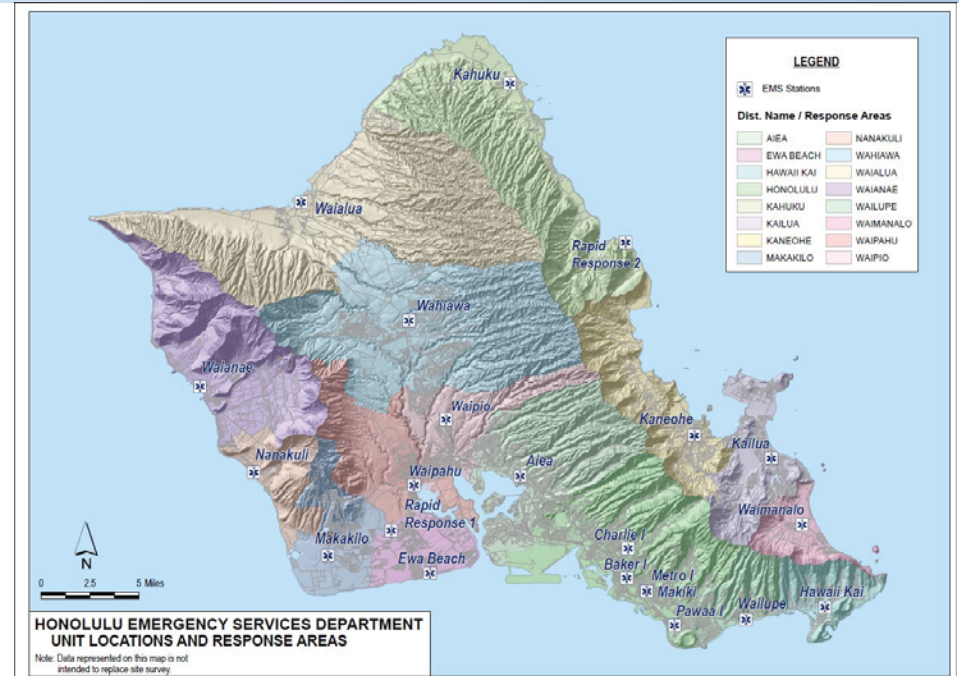 LEGEND
EMS Stations
Dist. Name / Response Areas
AIEA
NANAKULI
EWA BEACH
WAHIAWA
HAWAII KAI
WAIALUA
HONOLULU
WAIANAE
KAHUKU
WAILUPE
KAILUA
WAIMANALO
KANEOHE
WAIPAHU
MAKAKILO
WAIPIO
Kahuku
Waialua
Rapid
Response 2
Wahiawa
Waianae
Waipio
Kaneohe
Kailua
Nanakuli
Waipahu
Aiea
Waimanalo
Rapid
Response 1
Makakilo
Ewa Beach
Charlie I
Baker I
Metro I
Makiki
Pawaa I
Wailupe
Hawaii Kai
N
0 2.5 5 Miles
HONOLULU EMERGENCY SERVICES DEPARTMENT
UNIT LOCATIONS AND RESPONSE AREAS
Note: Data represented on this map is not
intended to replace site survey.